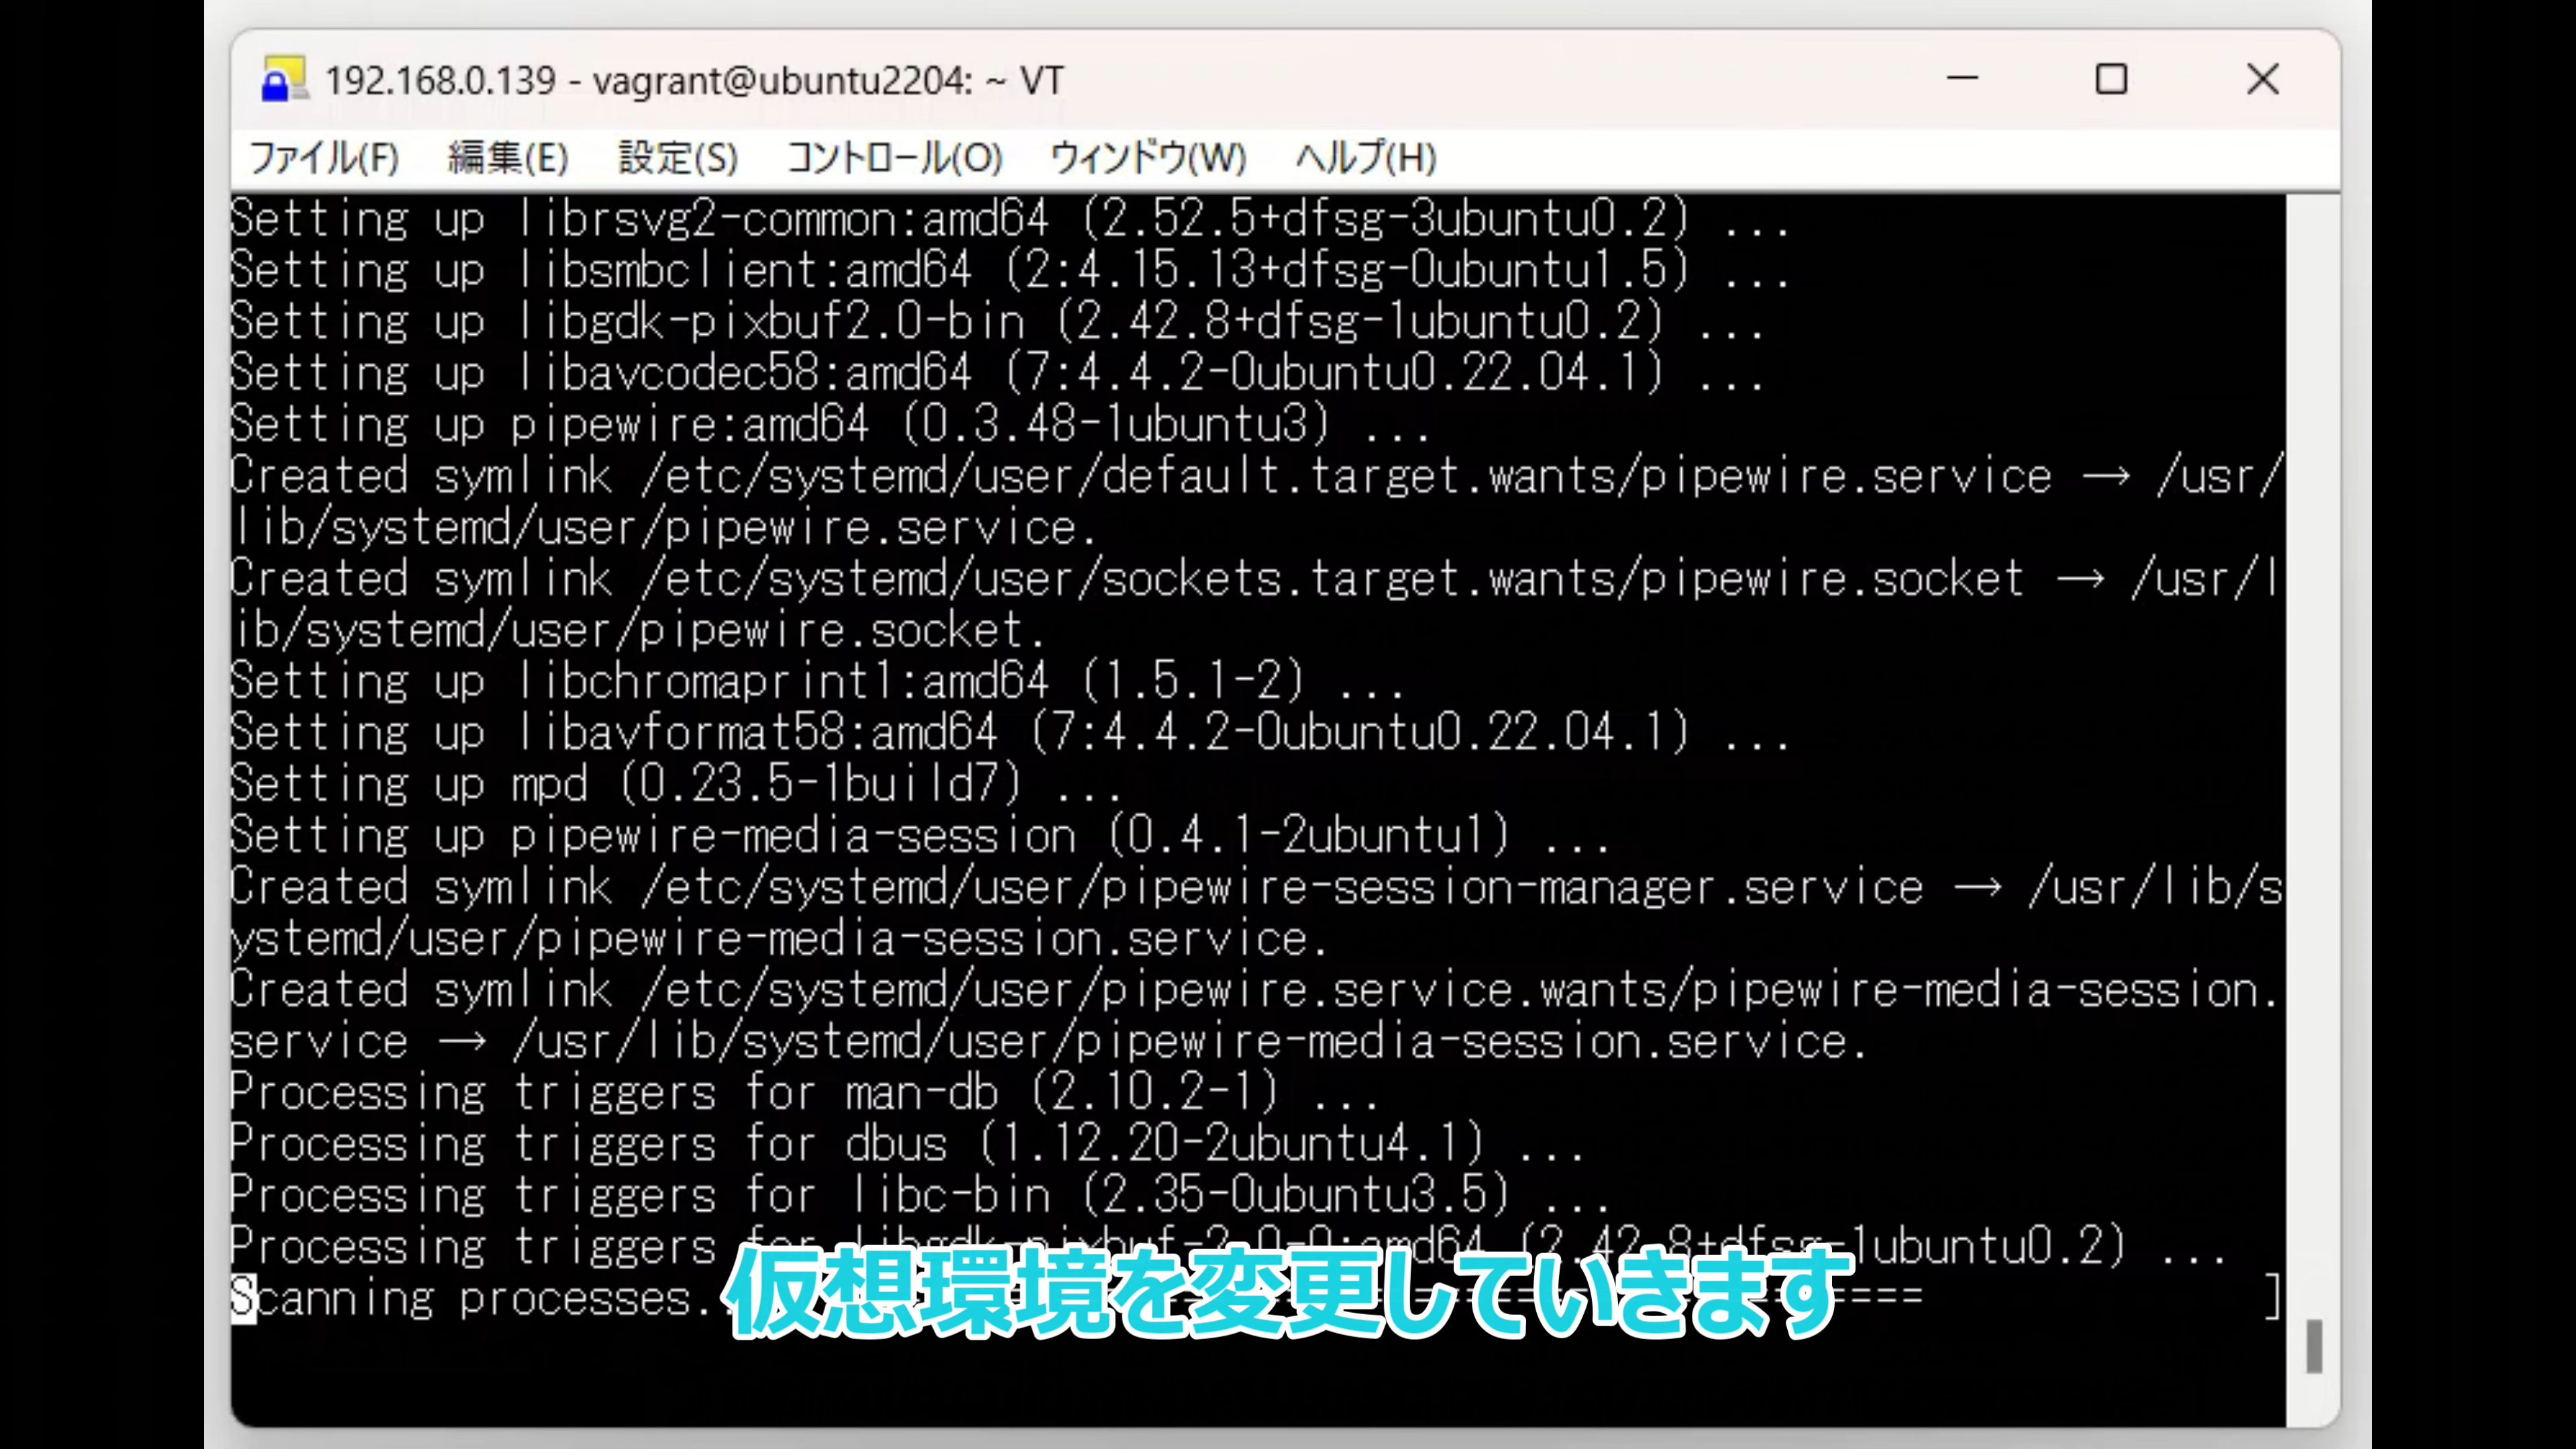 192.168.0.139 - vagrant@ubuntu2204: ~ VT
ファイル(F) 編集(E) 設定(S) コントロール(O) ウィンドウ(W) ヘルプ(H)
Setting up librsvg2-common:amd64 (2.52.5+dfsg-3ubuntu0.2) ...
Setting up libsmbclient:amd64 (2:4.15.13+dfsg-0ubuntu1.5) ...
Setting up libgdk-pixbuf2.0-bin (2.42.8+dfsg-1ubuntu0.2) ...
Setting up libavcodec58:amd64 (7:4.4.2-0ubuntu0.22.04.1) ...
Setting up pipewire:amd64 (0.3.48-1ubuntu3) ...
Created symlink /etc/systemd/user/default.target.wants/pipewire.service → /usr/
lib/systemd/user/pipewire.service.
Created symlink /etc/systemd/user/sockets.target.wants/pipewire.socket → /usr/l
ib/systemd/user/pipewire.socket.
Setting up libchromaprint1:amd64 (1.5.1-2) ...
Setting up libavformat58:amd64 (7:4.4.2-0ubuntu0.22.04.1) ...
Setting up mpd (0.23.5-1build7) ...
Setting up pipewire-media-session (0.4.1-2ubuntu1) ...
Created symlink /etc/systemd/user/pipewire-session-manager.service → /usr/lib/s
ystemd/user/pipewire-media-session.service.
Created symlink /etc/systemd/user/pipewire.service.wants/pipewire-media-session.
service → /usr/lib/systemd/user/pipewire-media-session.service.
Processing triggers for man-db (2.10.2-1) ...
Processing triggers for dbus (1.12.20-2ubuntu4.1) ...
Processing triggers for libc-bin (2.35-0ubuntu3.5) ...
Processing triggers for libgdk-pixbuf-2.0-0:amd64 (2.42.8+dfsg-1ubuntu0.2) ...
Scanning processes.. ===]
仮想環境を変更していきます